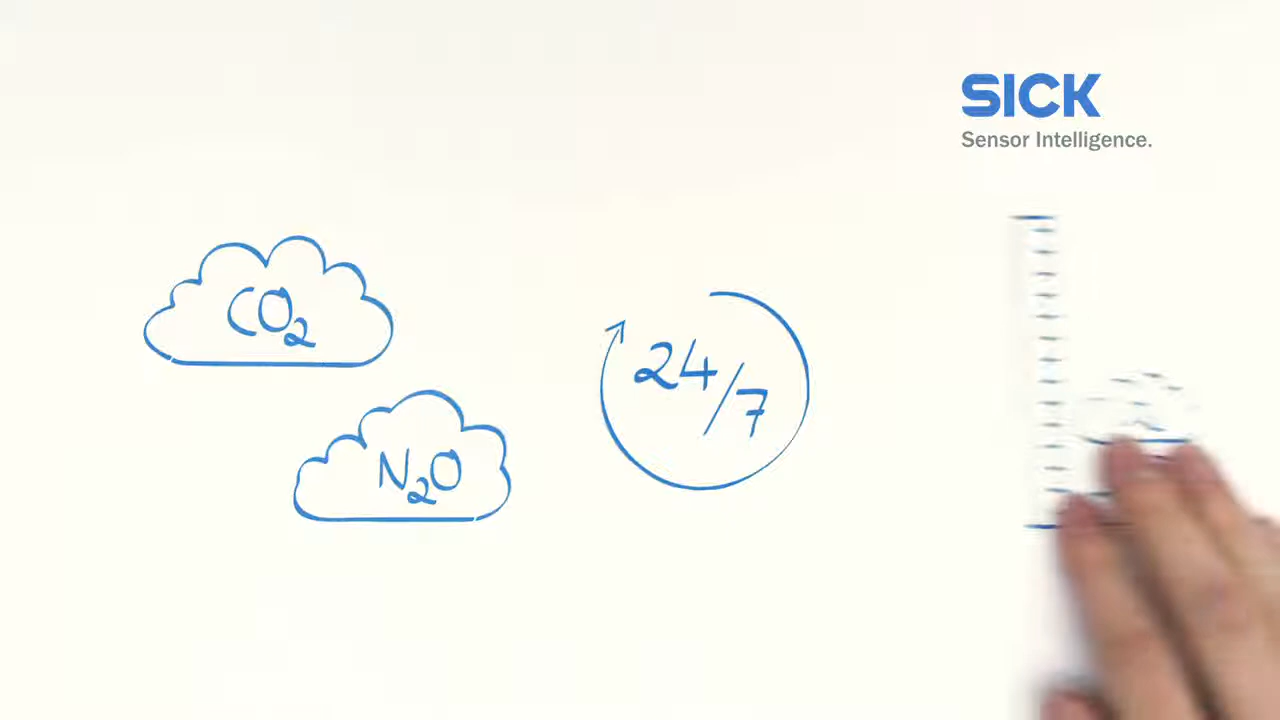 SICK
Sensor Intelligence.
CO₂
24/7
N₂O